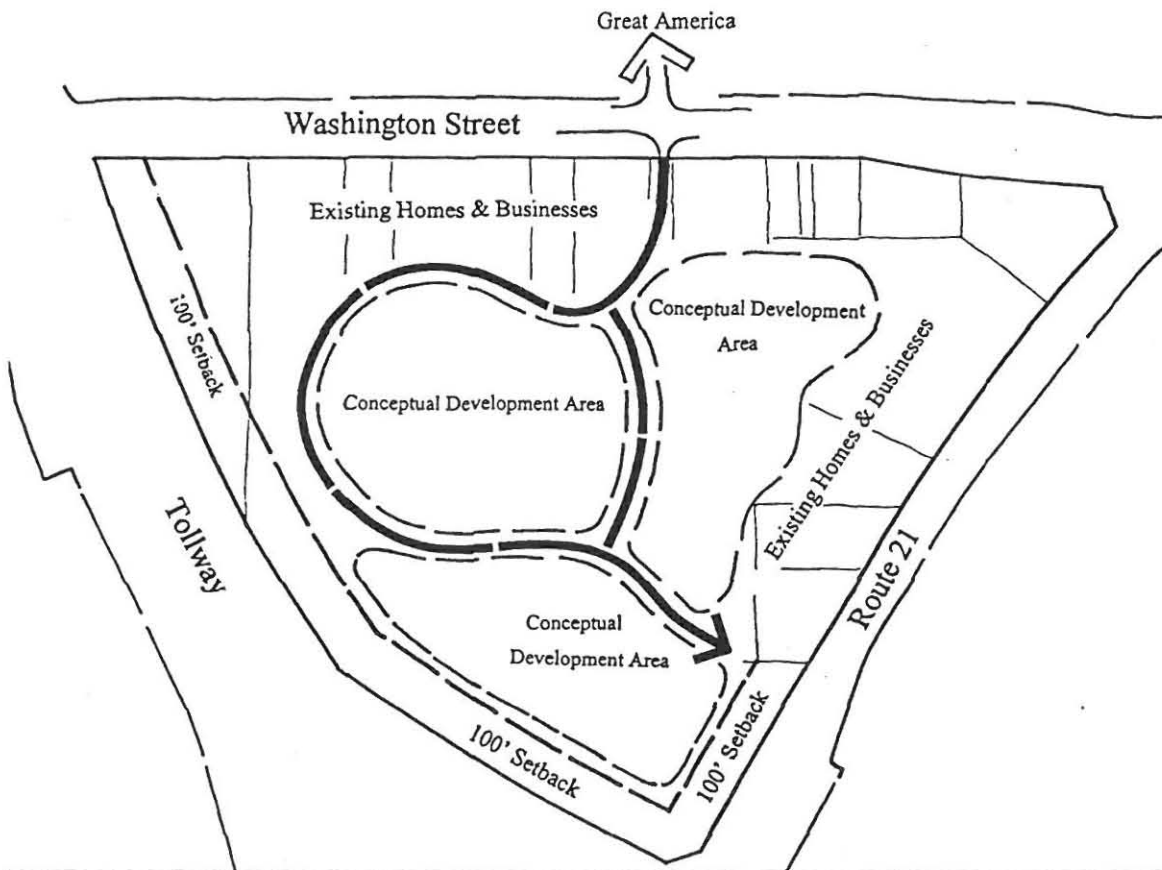 Great America
Washington Street
Existing Homes & Businesses
100' Setback
Conceptual Development
Area
Conceptual Development Area
Existing Homes & Businesses
Tollway
Route 21
Conceptual
Development Area
100' Setback
100' Setback